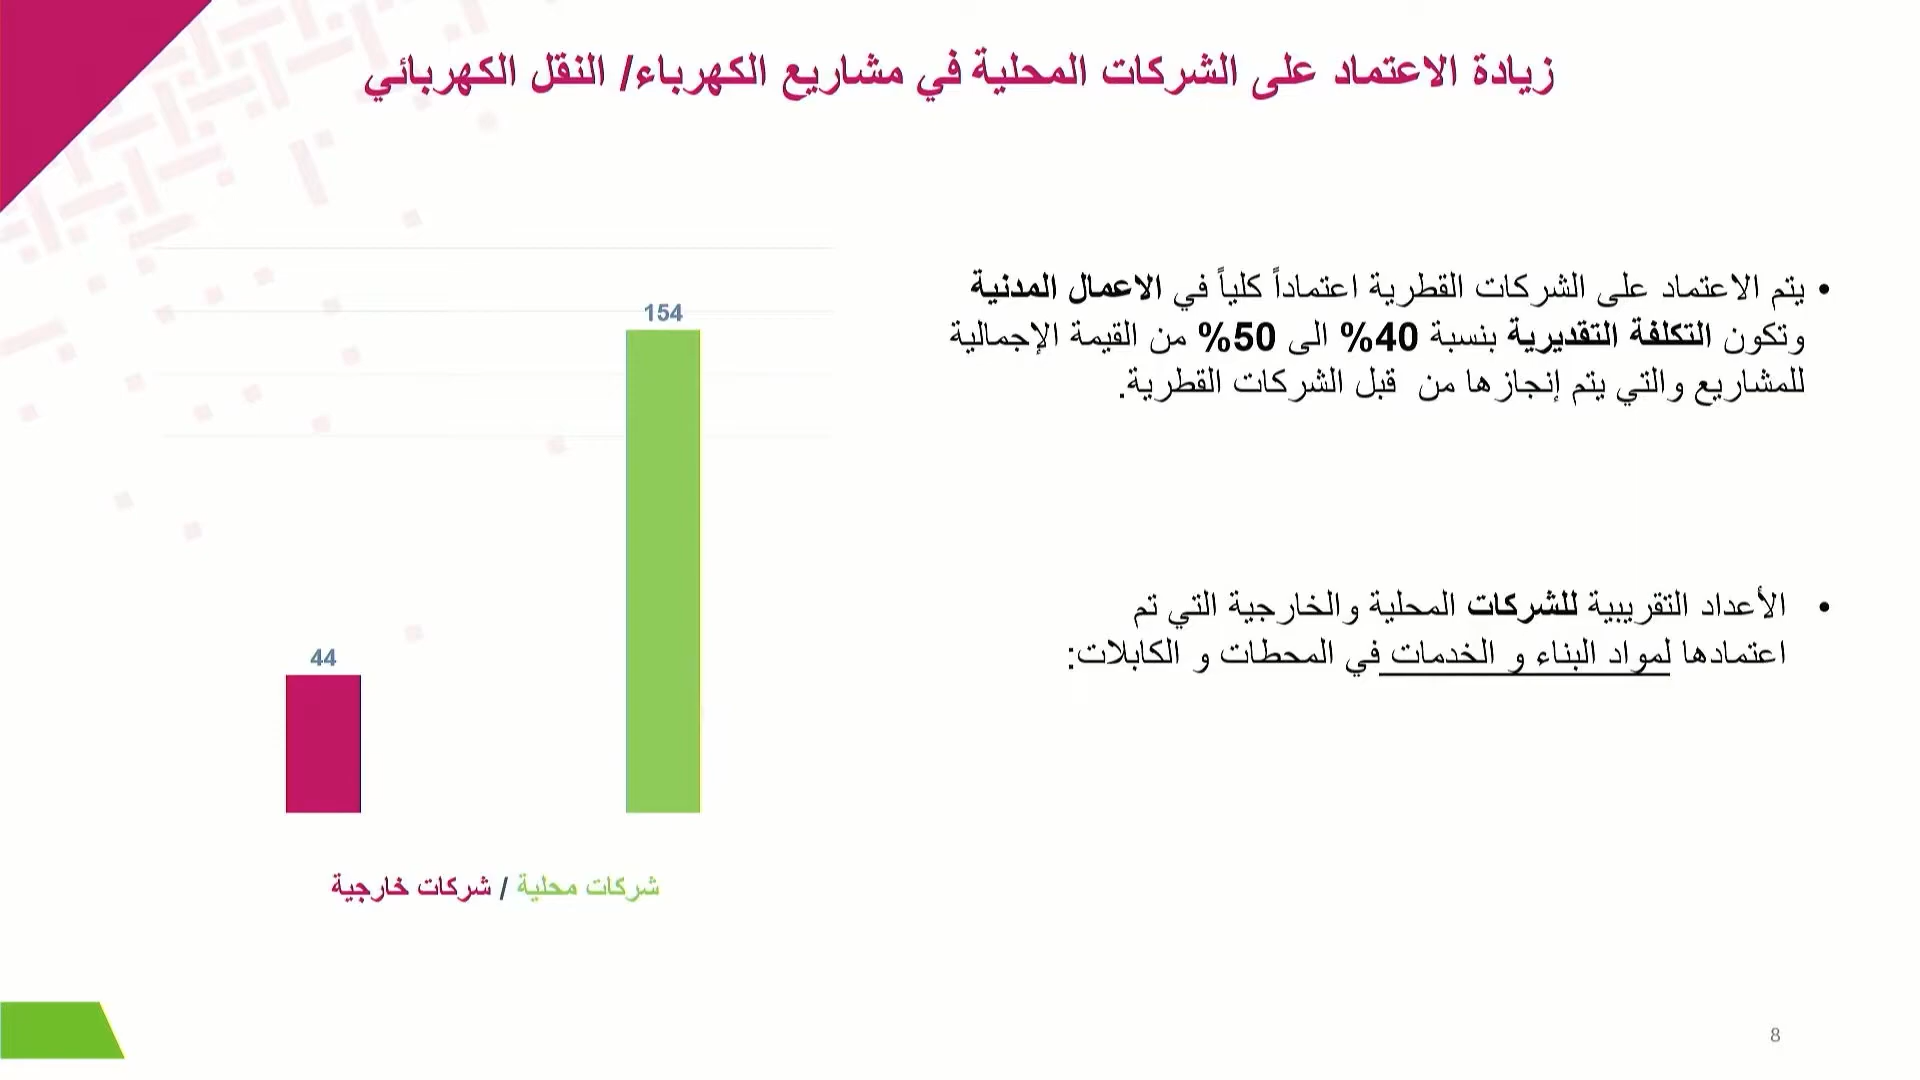 زيادة الاعتماد على الشركات المحلية في مشاريع الكهرباء/ النقل الكهربائي
• يتم الاعتماد على الشركات القطرية اعتماداً كلياً في الاعمال المدنية
وتكون التكلفة التقديرية بنسبة 40% الى 50% من القيمة الإجمالية
للمشاريع والتي يتم إنجازها من قبل الشركات القطرية.
• الأعداد التقريبية للشركات المحلية والخارجية التي تم
اعتمادها لمواد البناء و الخدمات في المحطات و الكابلات:
154
44
شركات محلية / شركات خارجية
8